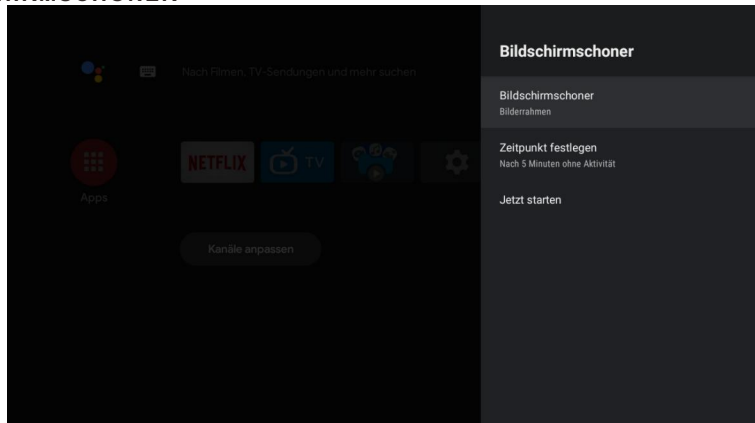 Bildschirmschoner
Nach Filmen, TV-Sendungen und mehr suchen
Bildschirmschoner
Bilderrahmen
Zeitpunkt festlegen
Nach 5 Minuten ohne Aktivität
NETFLIX
TV
Apps
Jetzt starten
Kanäle anpassen